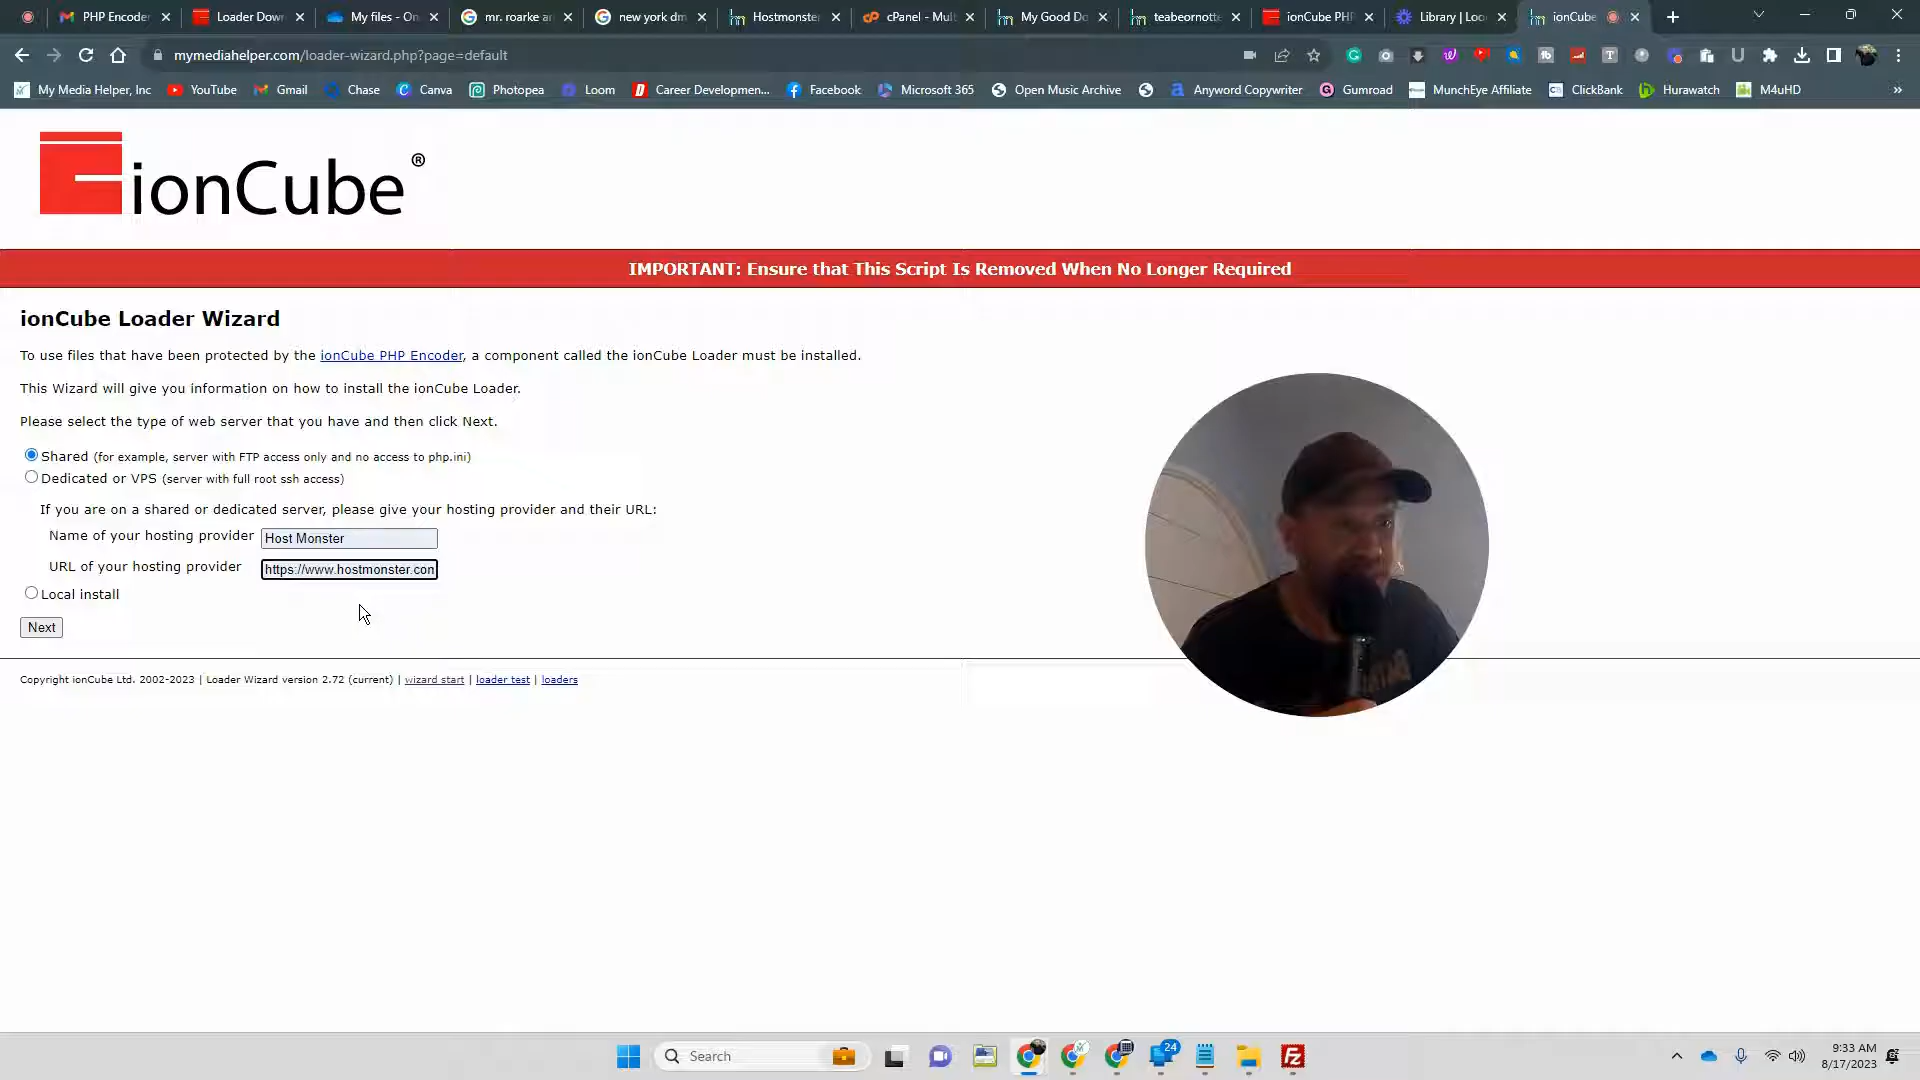 PHP Encoder
Loader Dow
My files - On
mr. roarke an
new york dm
Hostmonster
cPanel - Mult
My Good Do
teabeornotte
ionCube PHP
Library | Loo
ionCube
mymediahelper.com/loader-wizard.php?page=default
My Media Helper, Inc
YouTube
Gmail
Chase
Canva
Photopea
Loom
Career Developmen...
Facebook
Microsoft 365
Open Music Archive
Anyword Copywriter
Gumroad
MunchEye Affiliate
ClickBank
Hurawatch
M4uHD
»
ionCube®
IMPORTANT: Ensure that This Script Is Removed When No Longer Required
ionCube Loader Wizard
To use files that have been protected by the ionCube PHP Encoder, a component called the ionCube Loader must be installed.
This Wizard will give you information on how to install the ionCube Loader.
Please select the type of web server that you have and then click Next.
Shared (for example, server with FTP access only and no access to php.ini)
Dedicated or VPS (server with full root ssh access)
If you are on a shared or dedicated server, please give your hosting provider and their URL:
Name of your hosting provider Host Monster
URL of your hosting provider https://www.hostmonster.con
Local install
Next
Copyright ionCube Ltd. 2002-2023 | Loader Wizard version 2.72 (current) | wizard start | loader test | loaders
Search
24
9:33 AM
8/17/2023